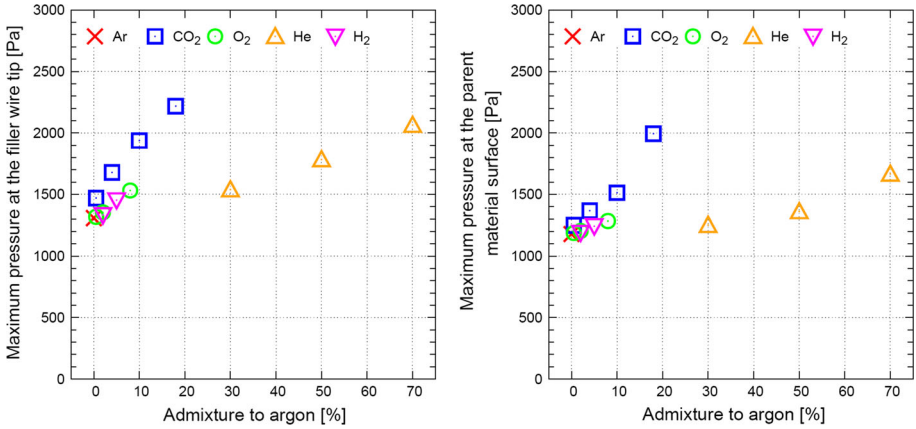 Maximum pressure at the filler wire tip [Pa]
3000
2500
2000
1500
1000
500
0
Ar CO₂ O₂ He H₂
0 10 20 30 40 50 60 70
Admixture to argon [%]
Maximum pressure at the parent
material surface [Pa]
3000
2500
2000
1500
1000
500
0
Ar CO₂ O₂ He H₂
0 10 20 30 40 50 60 70
Admixture to argon [%]